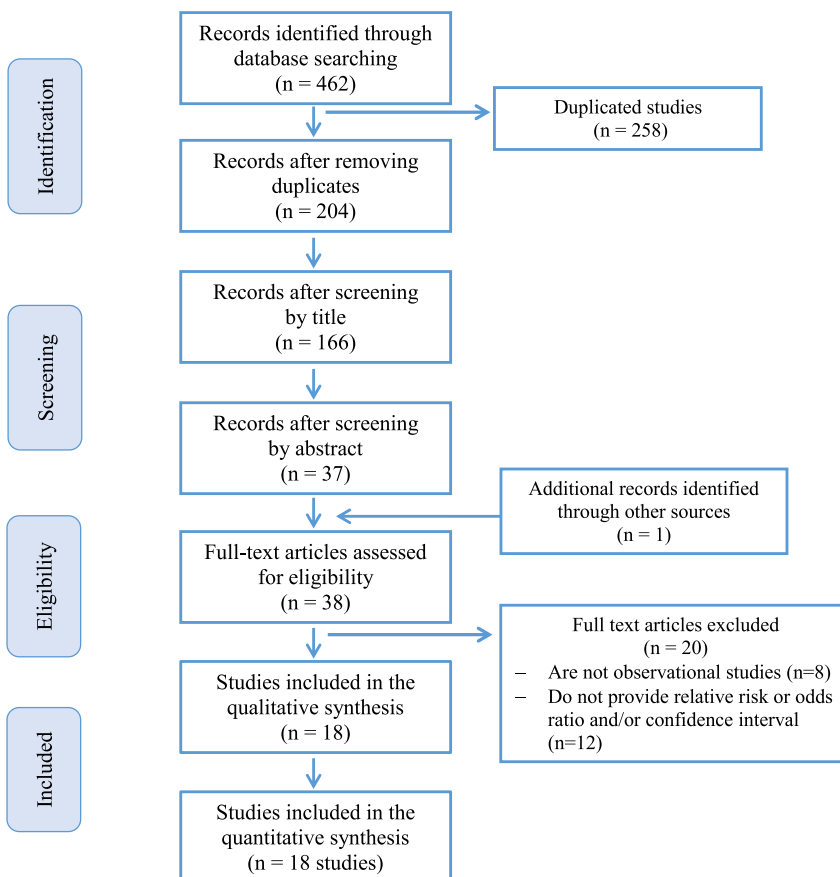 Identification
Records identified through
database searching
(n = 462)
Duplicated studies
(n = 258)
Records after removing
duplicates
(n = 204)
Screening
Records after screening
by title
(n = 166)
Records after screening
by abstract
(n = 37)
Additional records identified
through other sources
(n = 1)
Eligibility
Full-text articles assessed
for eligibility
(n = 38)
Full text articles excluded
(n = 20)
– Are not observational studies (n=8)
– Do not provide relative risk or odds
ratio and/or confidence interval
(n=12)
Studies included in the
qualitative synthesis
(n = 18)
Included
Studies included in the
quantitative synthesis
(n = 18 studies)